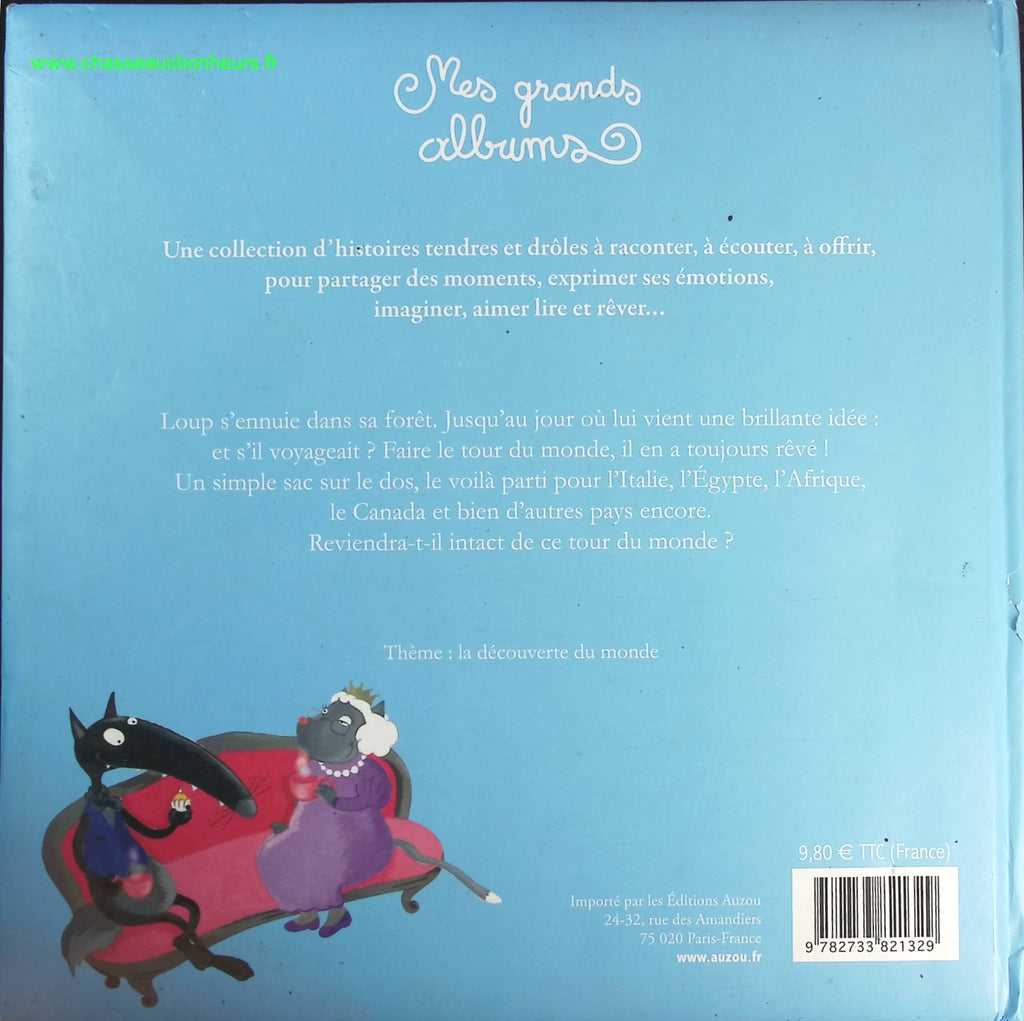 www.chasseauxbonheurs.fr
Mes grands
albums
Une collection d'histoires tendres et drôles à raconter, à écouter, à offrir,
pour partager des moments, exprimer ses émotions,
imaginer, aimer lire et rêver...
Loup s'ennuie dans sa forêt. Jusqu'au jour où lui vient une brillante idée :
et s'il voyageait ? Faire le tour du monde, il en a toujours rêvé !
Un simple sac sur le dos, le voilà parti pour l'Italie, l'Égypte, l'Afrique,
le Canada et bien d'autres pays encore.
Reviendra-t-il intact de ce tour du monde ?
Thème : la découverte du monde
9,80 € TTC (France)
Importé par les Éditions Auzou
24-32, rue des Amandiers
75 020 Paris-France
www.auzou.fr
9 782733 821329